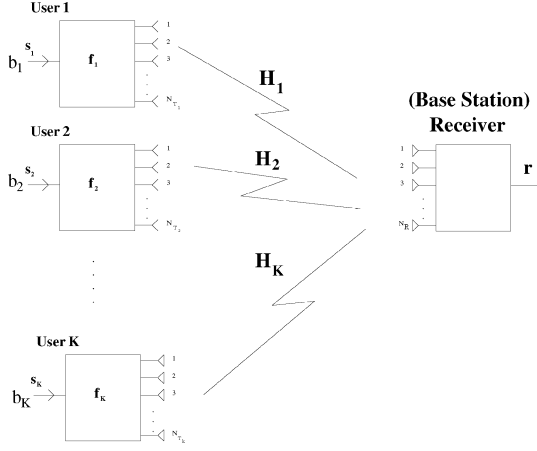 User 1
b1 s1 f1
1
2
3
NT1
H1
User 2
b2 s2 f2
1
2
3
NT2
H2
(Base Station)
Receiver
1
2
3
NR
r
HK
User K
bK sK fK
1
2
3
NTk